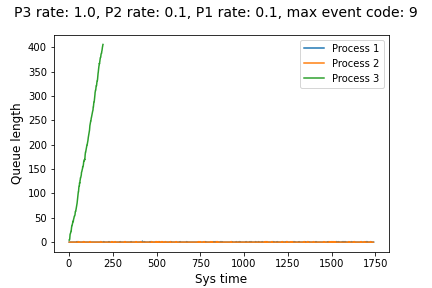 P3 rate: 1.0, P2 rate: 0.1, P1 rate: 0.1, max event code: 9
400
350
300
250
200
150
100
50
0
Queue length
Process 1
Process 2
Process 3
0 250 500 750 1000 1250 1500 1750
Sys time